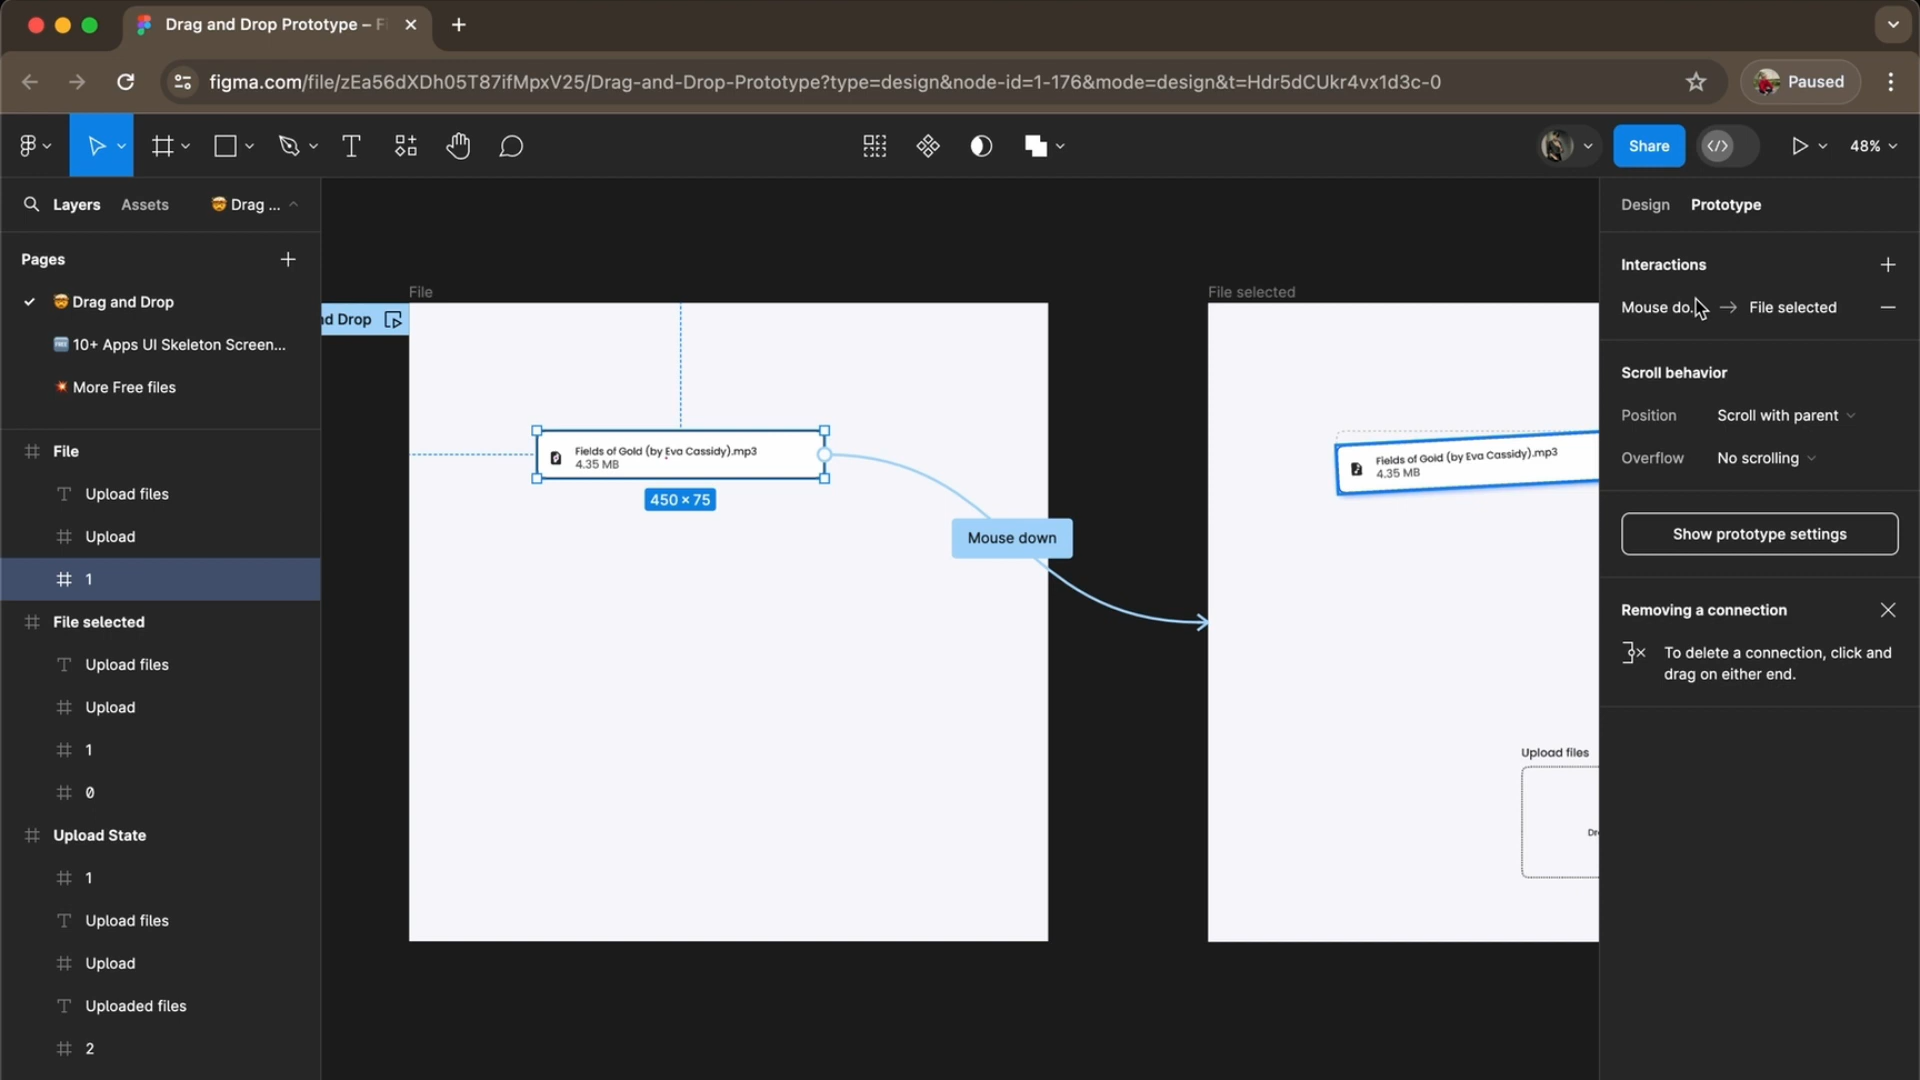 Drag and Drop Prototype – Fi
figma.com/file/zEa56dXDh05T87ifMpxV25/Drag-and-Drop-Prototype?type=design&node-id=1-176&mode=design&t=Hdr5dCUkr4vx1d3c-0
Paused
Share
48%
Layers
Assets
Drag ...
Pages
Drag and Drop
10+ Apps UI Skeleton Screen...
More Free files
File
Upload files
Upload
1
File selected
Upload files
Upload
1
0
Upload State
1
Upload files
Upload
Uploaded files
2
File
nd Drop
Fields of Gold (by Eva Cassidy).mp3
4.35 MB
450 × 75
Mouse down
File selected
Fields of Gold (by Eva Cassidy).mp3
4.35 MB
Upload files
Dr
Design
Prototype
Interactions
Mouse do...
File selected
Scroll behavior
Position
Scroll with parent
Overflow
No scrolling
Show prototype settings
Removing a connection
To delete a connection, click and
drag on either end.